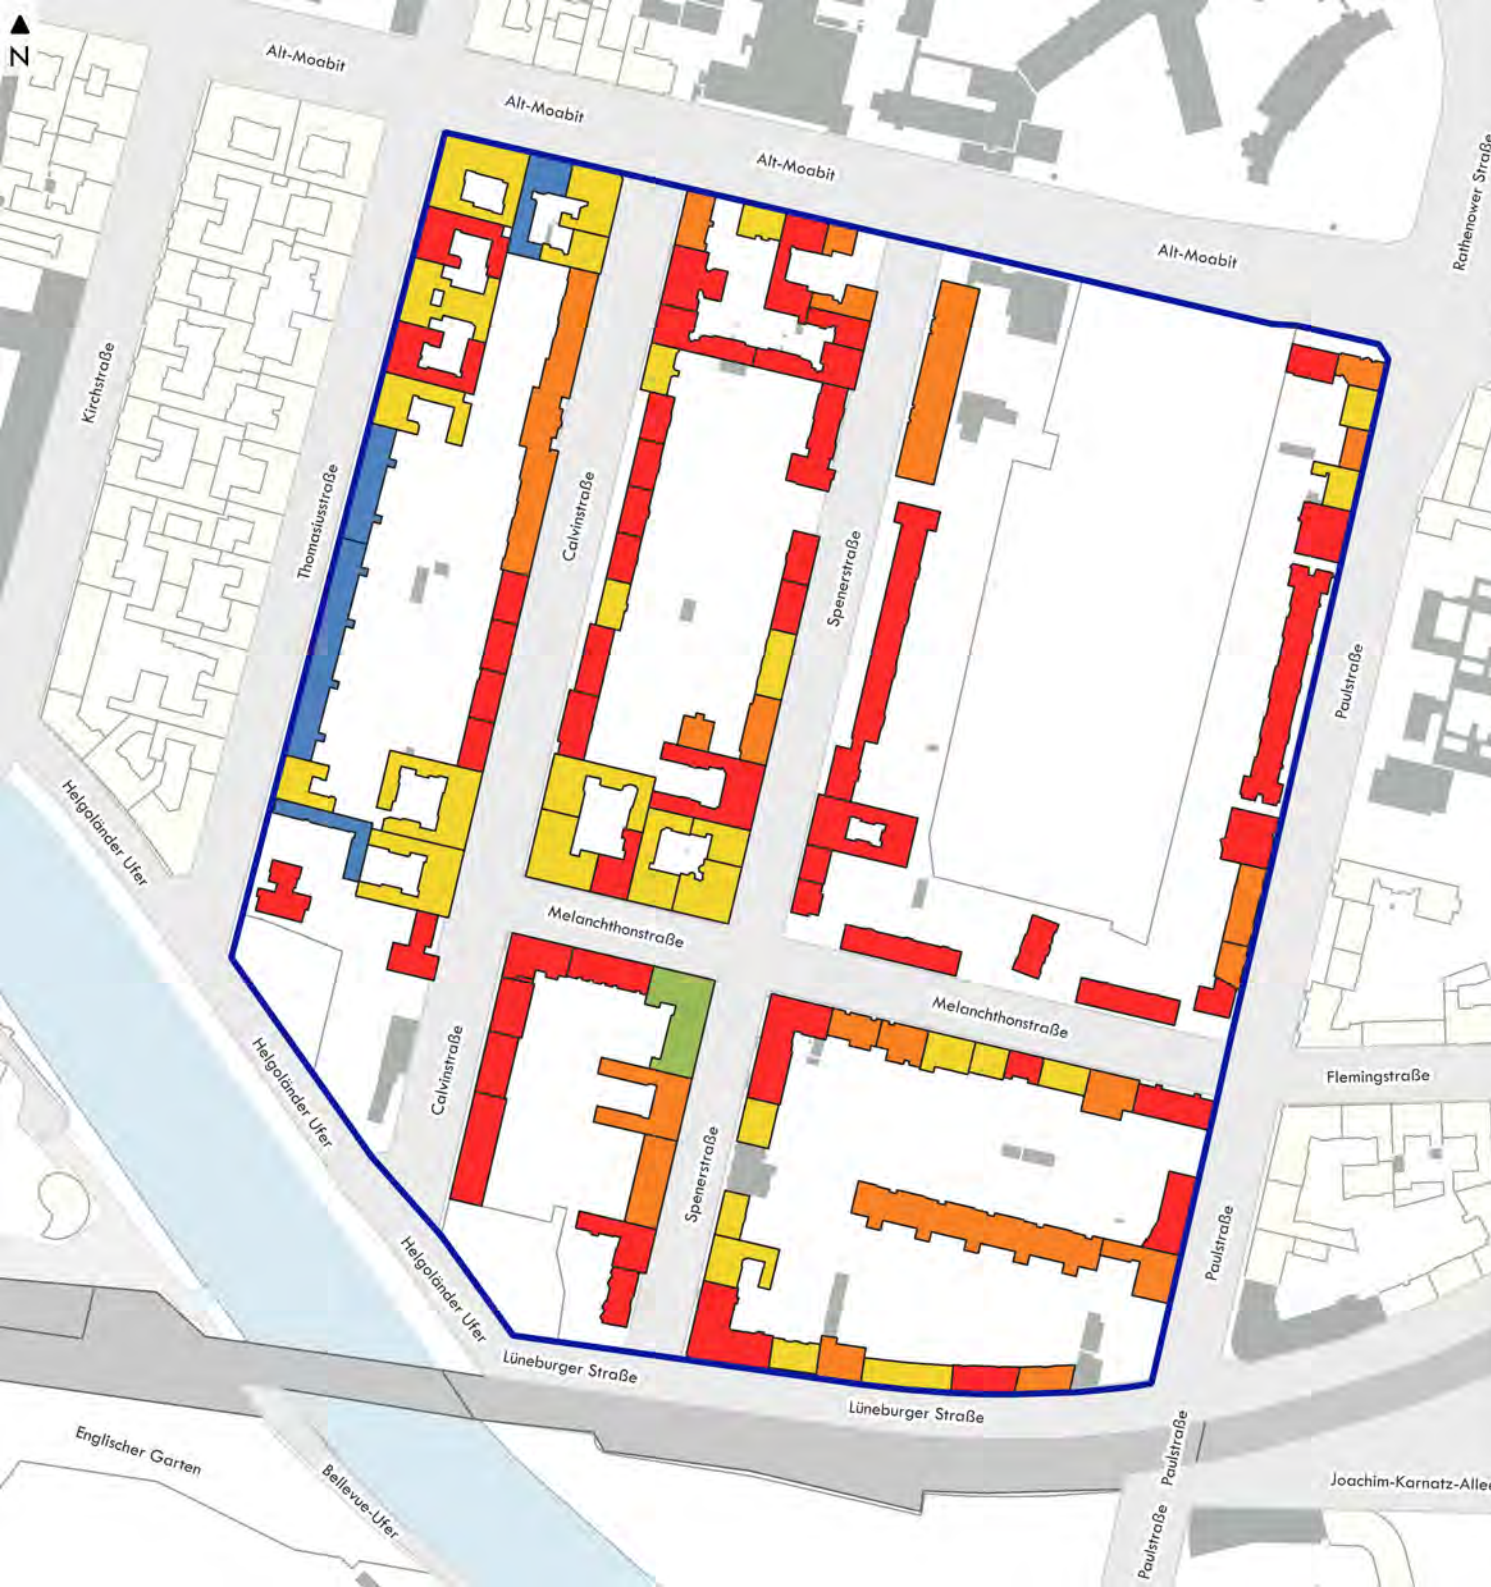 N
Alt-Moabit
Alt-Moabit
Alt-Moabit
Alt-Moabit
Rathenower Straße
Kirchstraße
Thomasiusstraße
Calvinstraße
Spenerstraße
Paulstraße
Helgoländer Ufer
Melchanthonstraße
Melanchthonstraße
Flemingstraße
Calvinstraße
Helgoländer Ufer
Spenerstraße
Paulstraße
Helgoländer Ufer
Lüneburger Straße
Lüneburger Straße
Englischer Garten
Bellevue-Ufer
Paulstraße
Joachim-Karnatz-Allee
Paulstraße